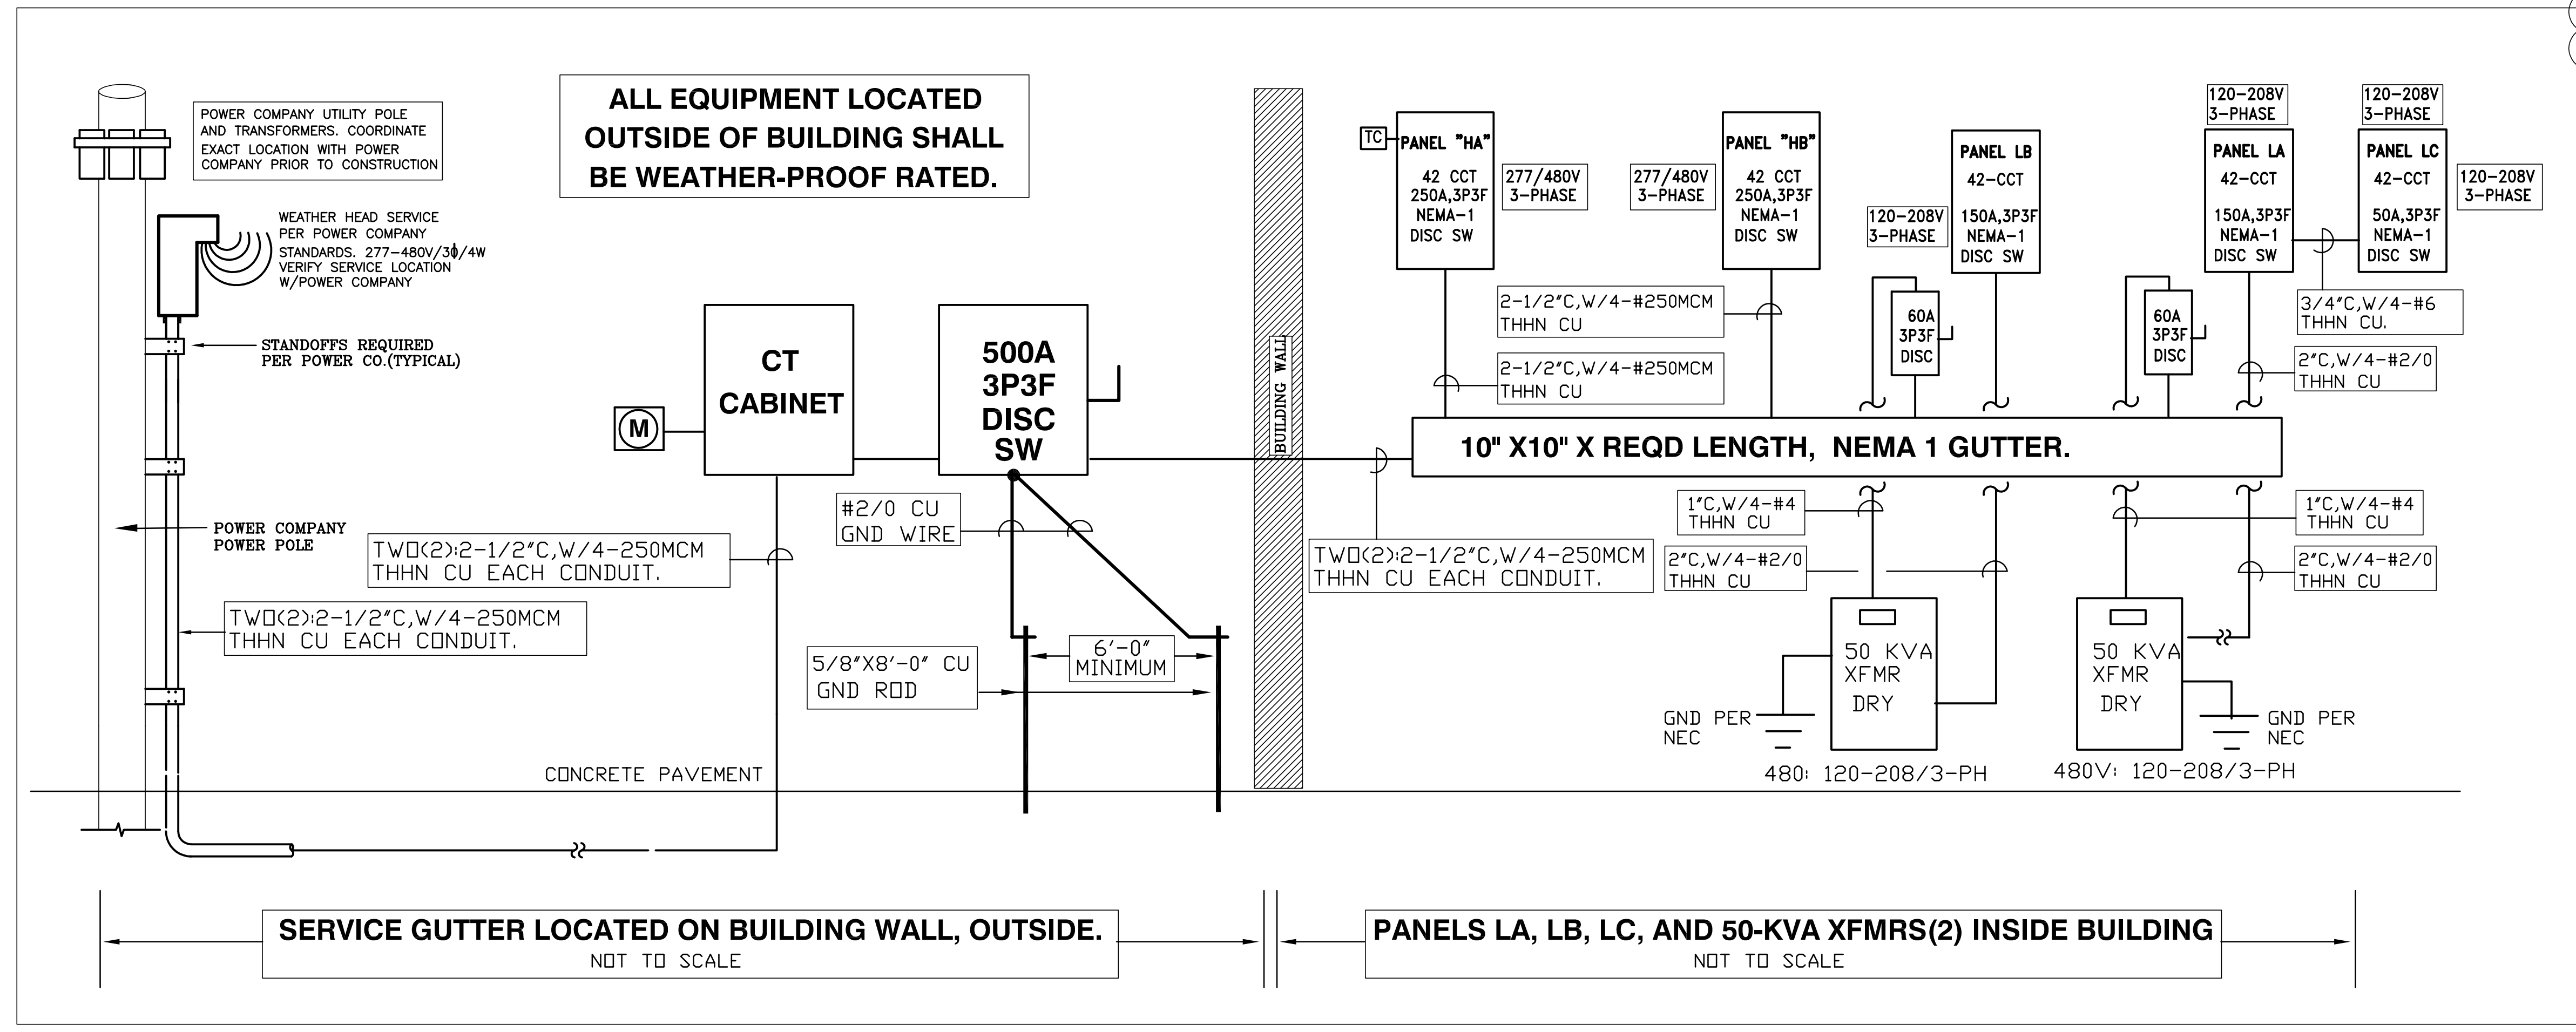 POWER COMPANY UTILITY POLE
AND TRANSFORMERS. COORDINATE
EXACT LOCATION WITH POWER
COMPANY PRIOR TO CONSTRUCTION
ALL EQUIPMENT LOCATED
OUTSIDE OF BUILDING SHALL
BE WEATHER-PROOF RATED.
WEATHER HEAD SERVICE
PER POWER COMPANY
STANDARDS. 277-480V/3ϕ/4W
VERIFY SERVICE LOCATION
W/POWER COMPANY
STANDOFFS REQUIRED
PER POWER CO.(TYPICAL)
POWER COMPANY
POWER POLE
TWO(2):2-1/2"C,W/4-250MCM
THHN CU EACH CONDUIT.
TWO(2):2-1/2"C,W/4-250MCM
THHN CU EACH CONDUIT.
M
CT
CABINET
500A
3P3F
DISC
SW
#2/0 CU
GND WIRE
5/8"X8'-0" CU
GND ROD
6'-0"
MINIMUM
CONCRETE PAVEMENT
BUILDING WALL
TWO(2):2-1/2"C,W/4-250MCM
THHN CU EACH CONDUIT.
TC
PANEL "HA"
42 CCT
250A,3P3F
NEMA-1
DISC SW
277/480V
3-PHASE
277/480V
3-PHASE
PANEL "HB"
42 CCT
250A,3P3F
NEMA-1
DISC SW
2-1/2"C,W/4-#250MCM
THHN CU
2-1/2"C,W/4-#250MCM
THHN CU
120-208V
3-PHASE
PANEL LB
42-CCT
150A,3P3F
NEMA-1
DISC SW
60A
3P3F
DISC
120-208V
3-PHASE
PANEL LA
42-CCT
150A,3P3F
NEMA-1
DISC SW
120-208V
3-PHASE
PANEL LC
42-CCT
50A,3P3F
NEMA-1
DISC SW
120-208V
3-PHASE
60A
3P3F
DISC
3/4"C,W/4-#6
THHN CU.
2"C,W/4-#2/0
THHN CU
10" X10" X REQD LENGTH, NEMA 1 GUTTER.
1"C,W/4-#4
THHN CU
2"C,W/4-#2/0
THHN CU
1"C,W/4-#4
THHN CU
2"C,W/4-#2/0
THHN CU
50 KVA
XFMR
DRY
GND PER
NEC
480: 120-208/3-PH
50 KVA
XFMR
DRY
GND PER
NEC
480V: 120-208/3-PH
SERVICE GUTTER LOCATED ON BUILDING WALL, OUTSIDE.
NOT TO SCALE
PANELS LA, LB, LC, AND 50-KVA XFMRS(2) INSIDE BUILDING
NOT TO SCALE